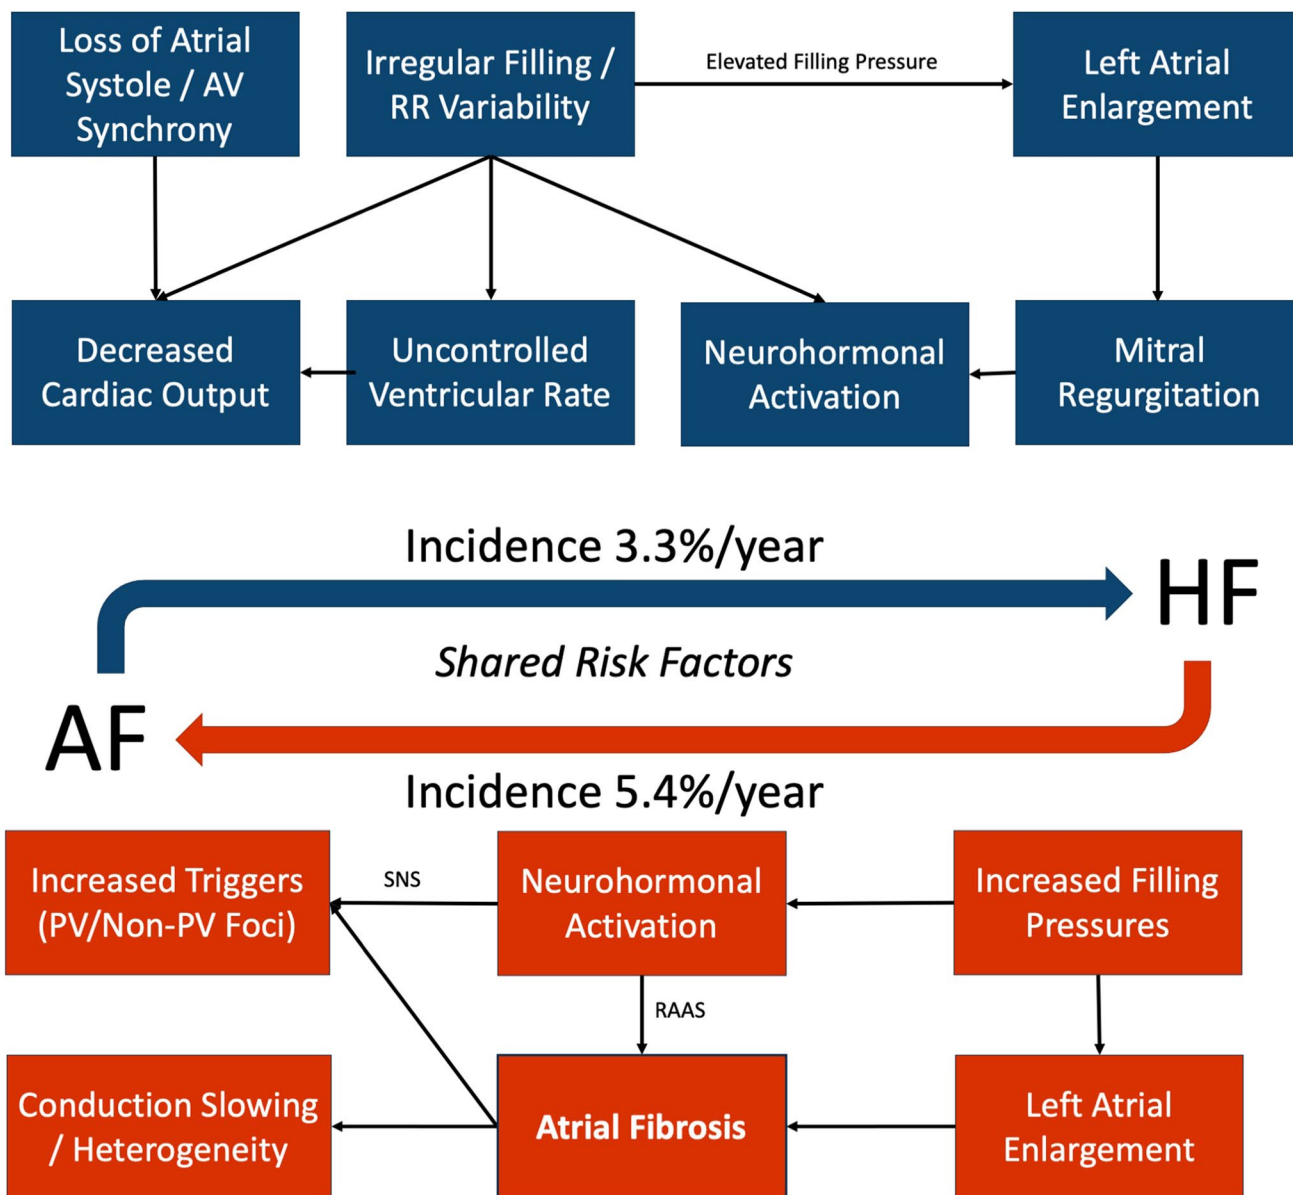 Loss of Atrial
Systole / AV
Synchrony
Irregular Filling /
RR Variability
Elevated Filling Pressure
Left Atrial
Enlargement
Decreased
Cardiac Output
Uncontrolled
Ventricular Rate
Neurohormonal
Activation
Mitral
Regurgitation
Incidence 3.3%/year
HF
Shared Risk Factors
AF
Incidence 5.4%/year
Increased Triggers
(PV/Non-PV Foci)
SNS
Neurohormonal
Activation
Increased Filling
Pressures
RAAS
Conduction Slowing
/ Heterogeneity
Atrial Fibrosis
Left Atrial
Enlargement